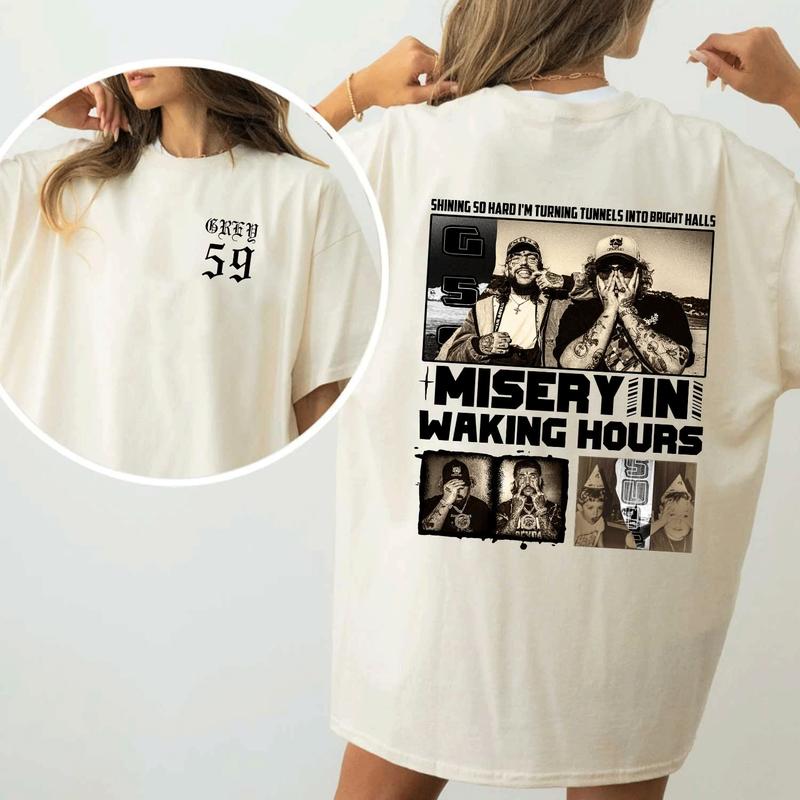 GREY
59
SHINING SO HARD I'M TURNING TUNNELS INTO BRIGHT HALLS
G
5
MISERY IN
WAKING HOURS